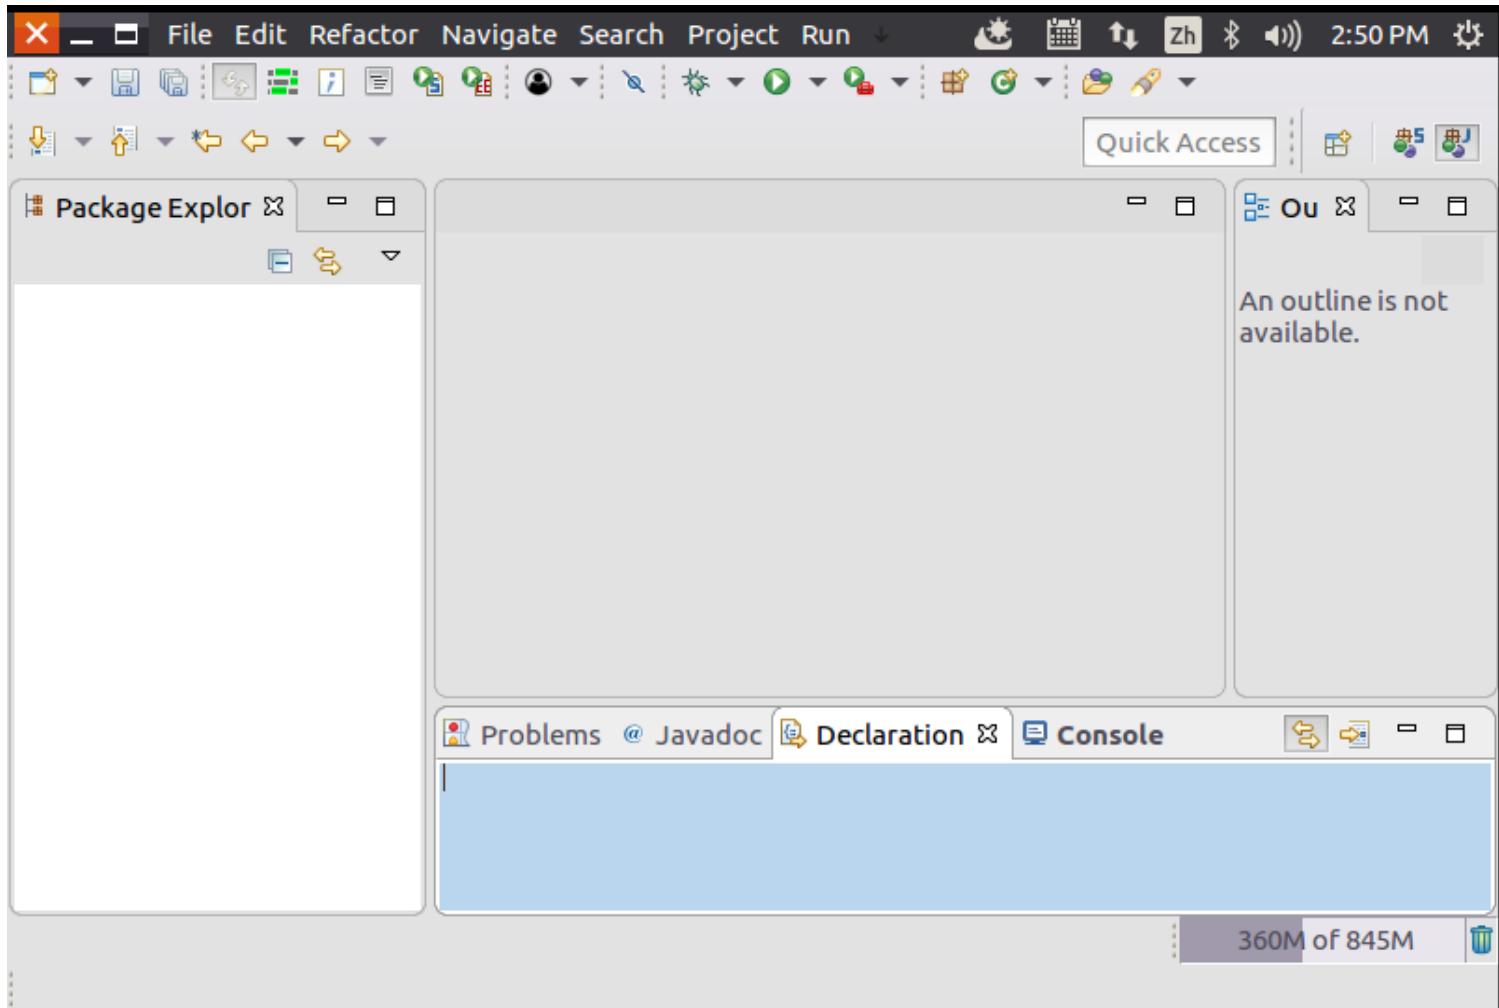 File Edit Refactor Navigate Search Project Run Zh 2:50 PM
Quick Access
Package Explor
Ou
An outline is not
available.
Problems @ Javadoc Declaration Console
360M of 845M